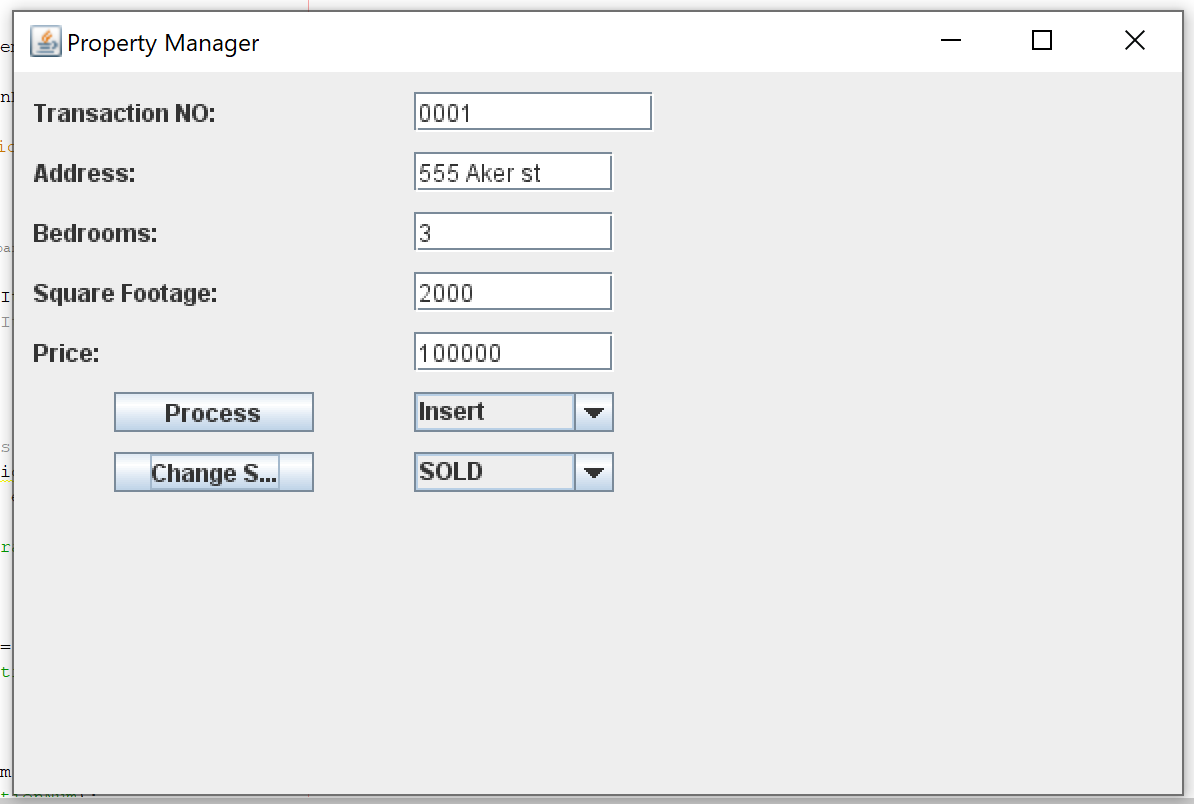 Property Manager
Transaction NO: 0001
Address: 555 Aker st
Bedrooms: 3
Square Footage: 2000
Price: 100000
Process Insert
Change S... SOLD